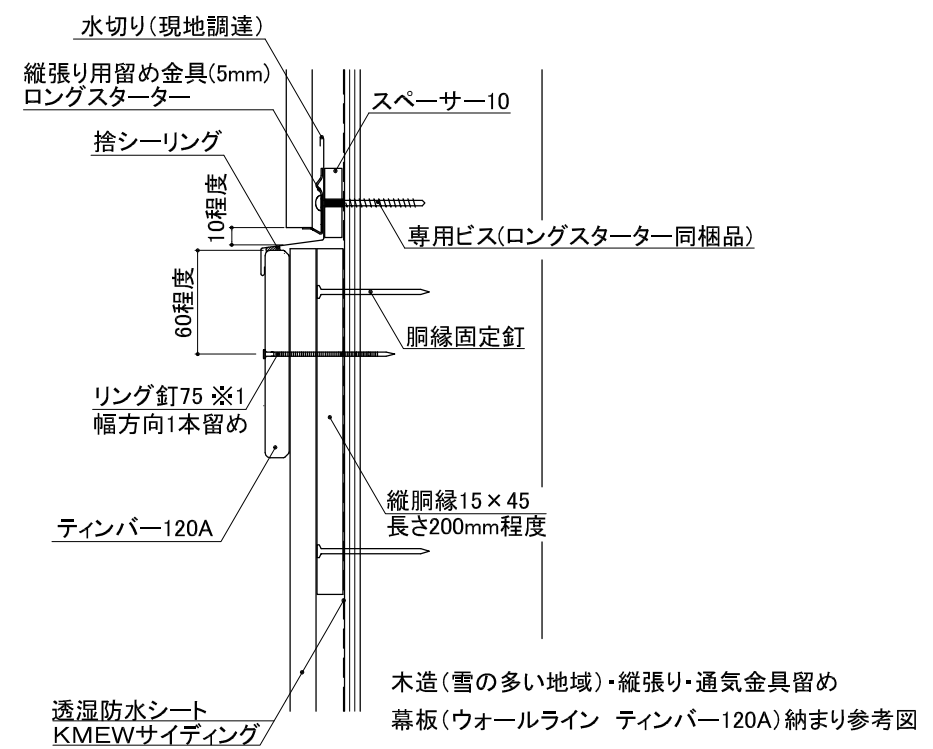 水切り（現地調達）
縦張り用留め金具(5mm)
ロングスターター
スペーサー10
捨シーリング
10程度
専用ビス(ロングスターター同梱品)
60程度
胴縁固定釘
リング釘75 ※1
幅方向1本留め
縦胴縁15×45
長さ200mm程度
ティンバー120A
木造（雪の多い地域）・縦張り・通気金具留め
透湿防水シート
KMEWサイディング
幕板（ウォールライン ティンバー120A）納まり参考図